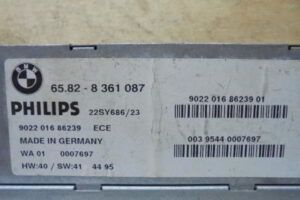 BMW
65.82 - 8 361 087
PHILIPS 22SY686/23
9022 016 86239 ECE
MADE IN GERMANY
WA 01 0007697
HW:40 / SW:41 44 95
9022 016 86239 01
003 9544 0007697